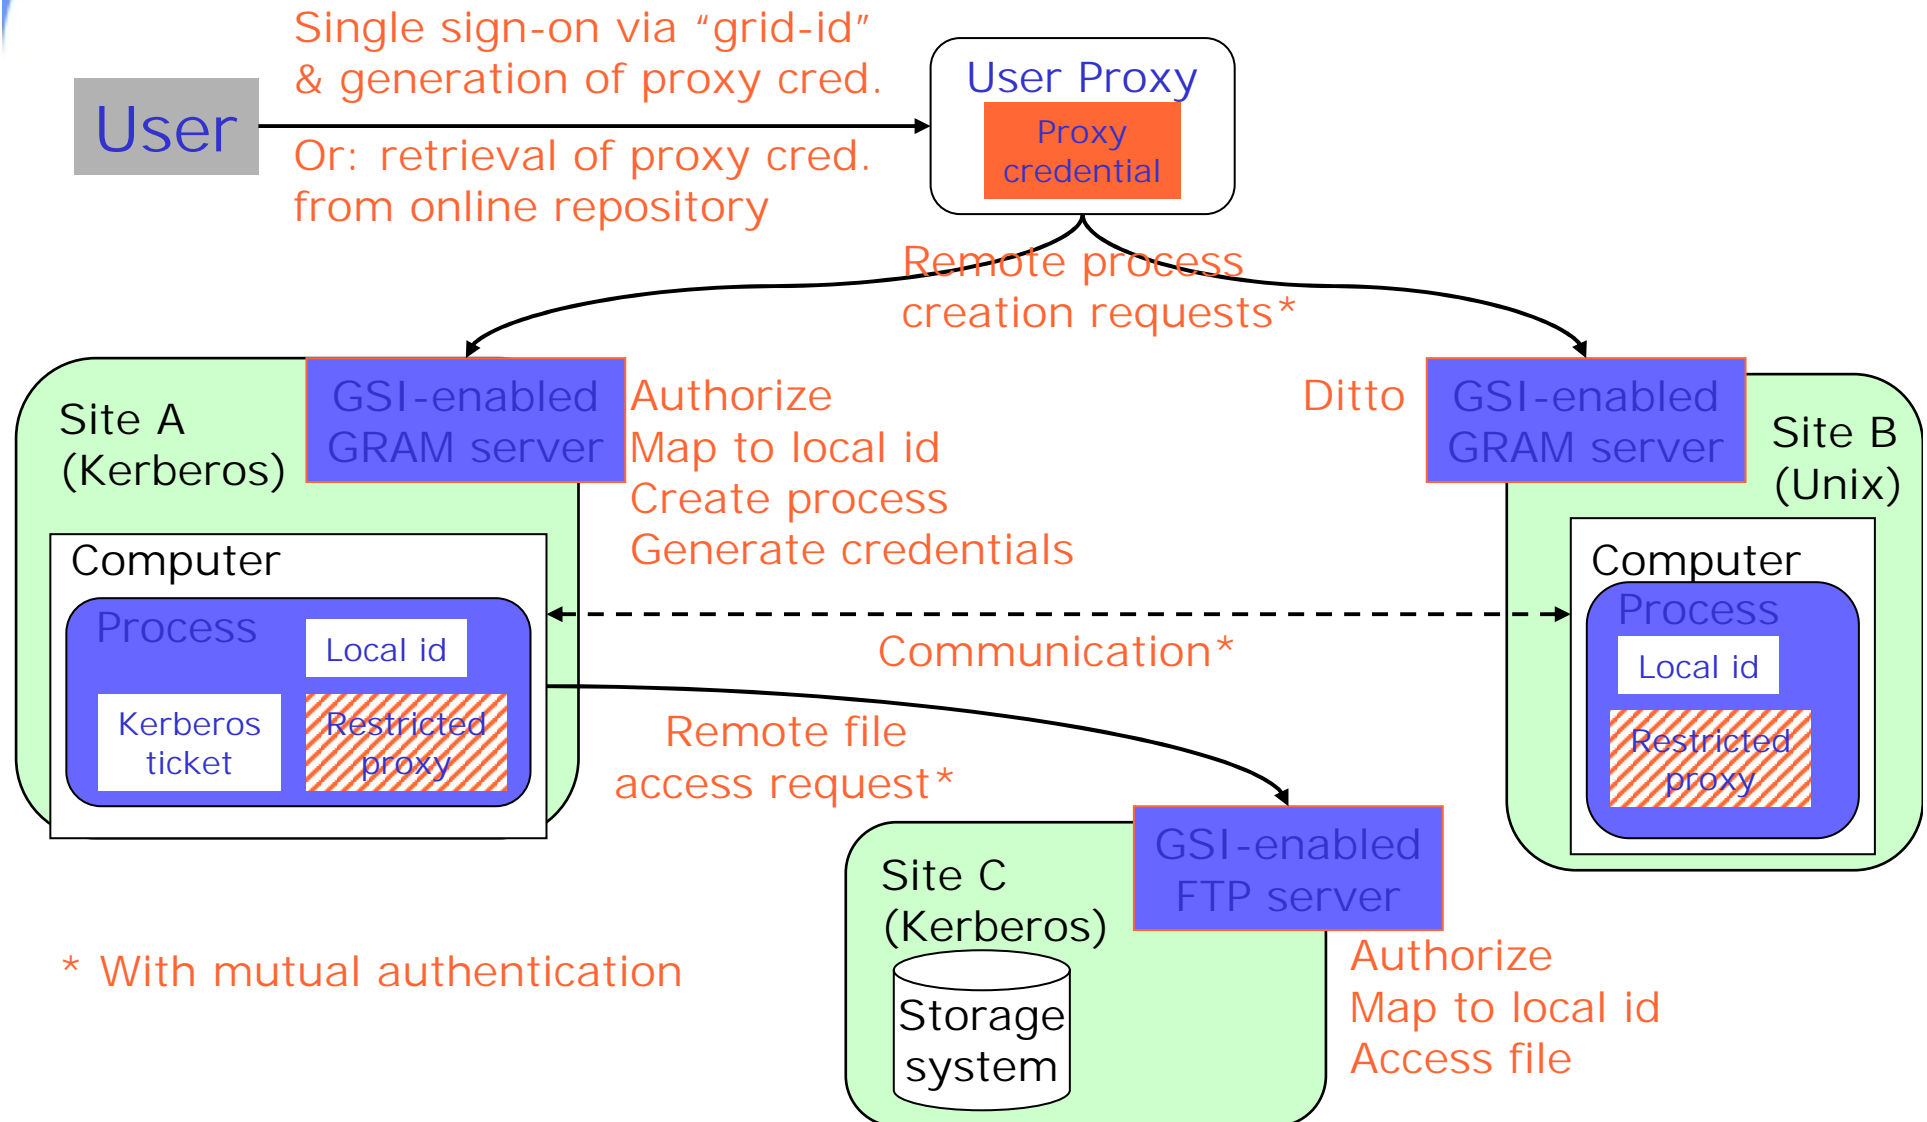 Single sign-on via “grid-id”
& generation of proxy cred.
User
Or: retrieval of proxy cred.
from online repository
User Proxy
Proxy
credential
Remote process
creation requests*
Site A
(Kerberos)
GSI-enabled
GRAM server
Authorize
Map to local id
Create process
Generate credentials
Ditto
GSI-enabled
GRAM server
Site B
(Unix)
Computer
Process
Local id
Kerberos
ticket
Restricted
proxy
Communication*
Computer
Process
Local id
Restricted
proxy
Remote file
access request*
Site C
(Kerberos)
GSI-enabled
FTP server
Storage
system
Authorize
Map to local id
Access file
* With mutual authentication